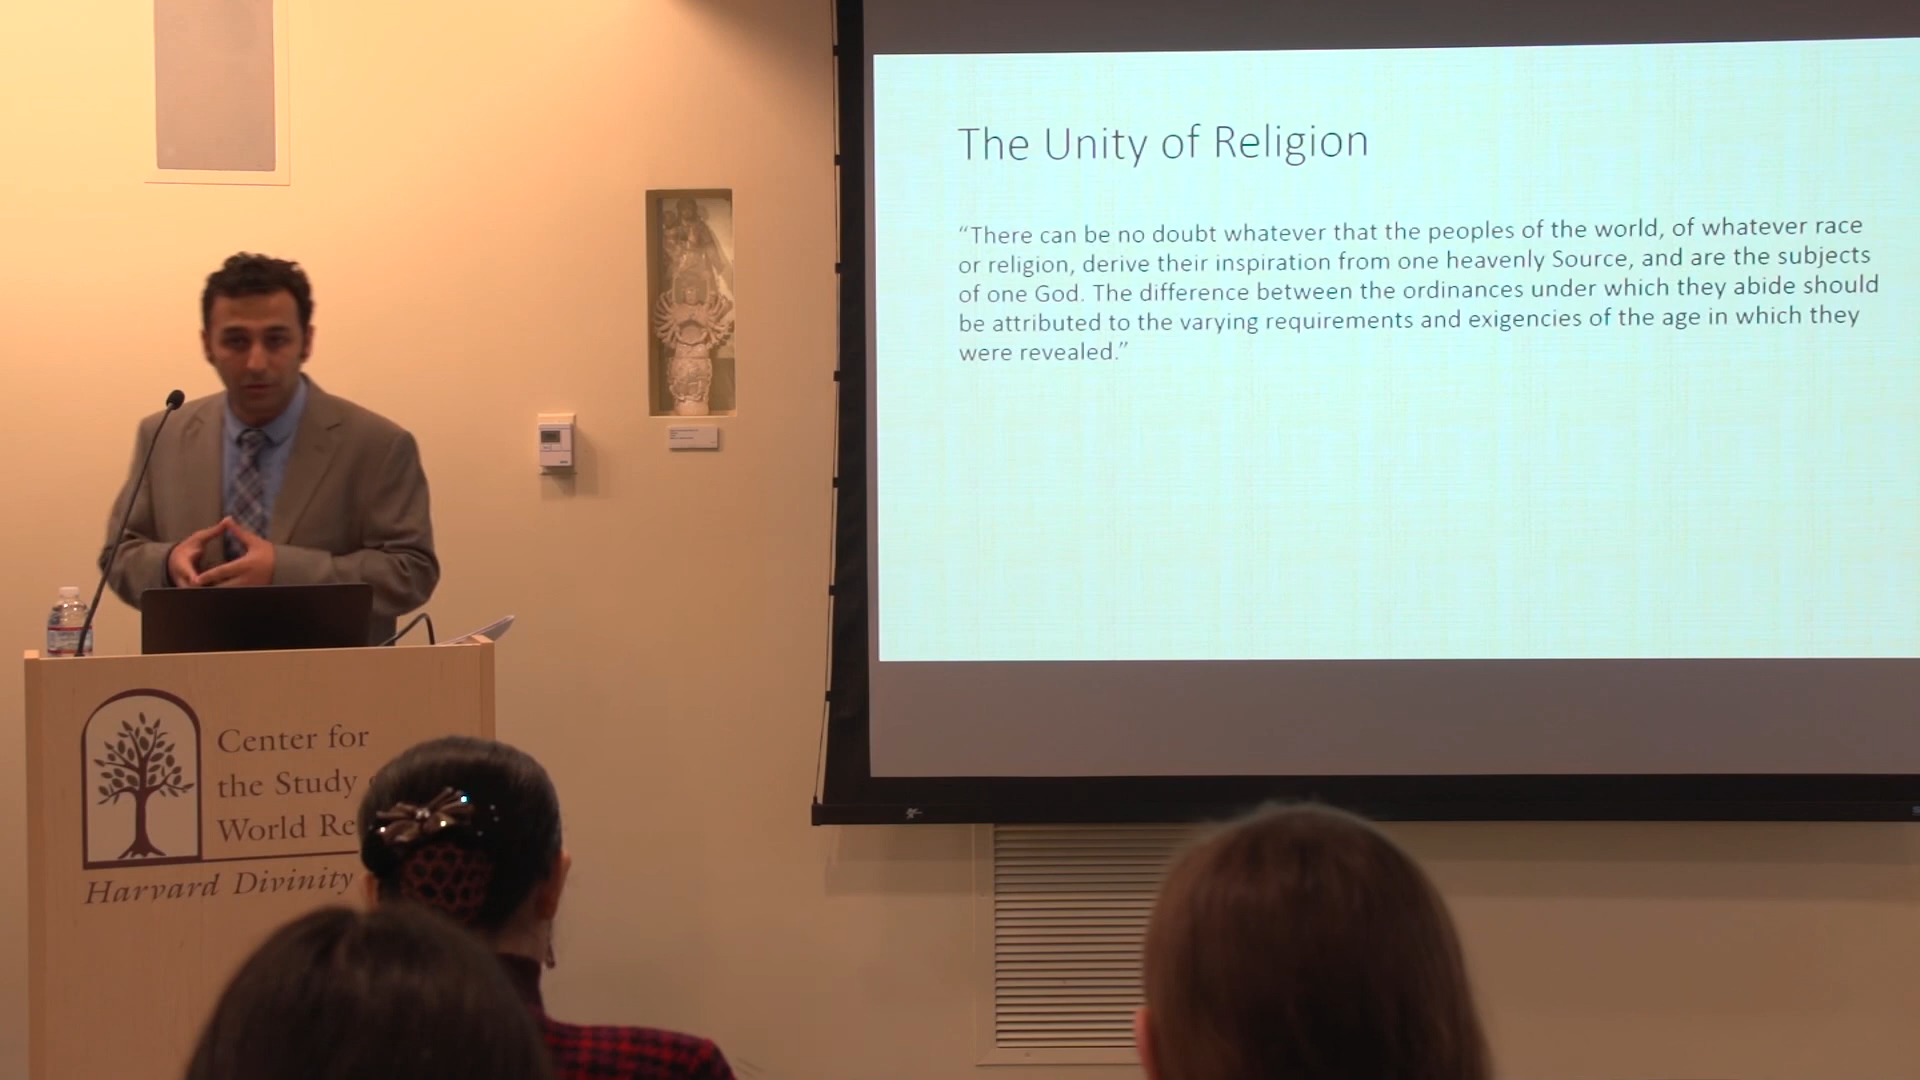 The Unity of Religion
“There can be no doubt whatever that the peoples of the world, of whatever race
or religion, derive their inspiration from one heavenly Source, and are the subjects
of one God. The difference between the ordinances under which they abide should
be attributed to the varying requirements and exigencies of the age in which they
were revealed.”
Center for
the Study
World Re
Harvard Divinity